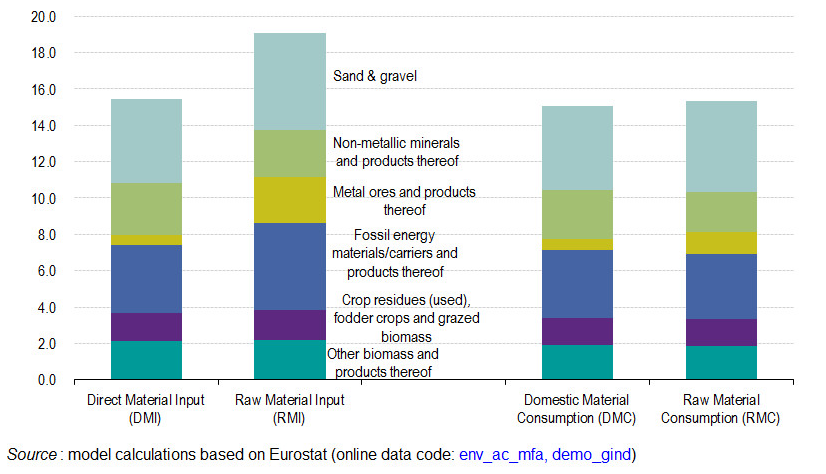 20.0
18.0
16.0
14.0
12.0
10.0
8.0
6.0
4.0
2.0
0.0
Sand & gravel
Non-metallic minerals
and products thereof
Metal ores and products
thereof
Fossil energy
materials/carriers and
products thereof
Crop residues (used),
fodder crops and grazed
biomass
Other biomass and
products thereof
Direct Material Input
(DMI)
Raw Material Input
(RMI)
Domestic Material
Consumption (DMC)
Raw Material
Consumption (RMC)
Source : model calculations based on Eurostat (online data code: env_ac_mfa, demo_gind)